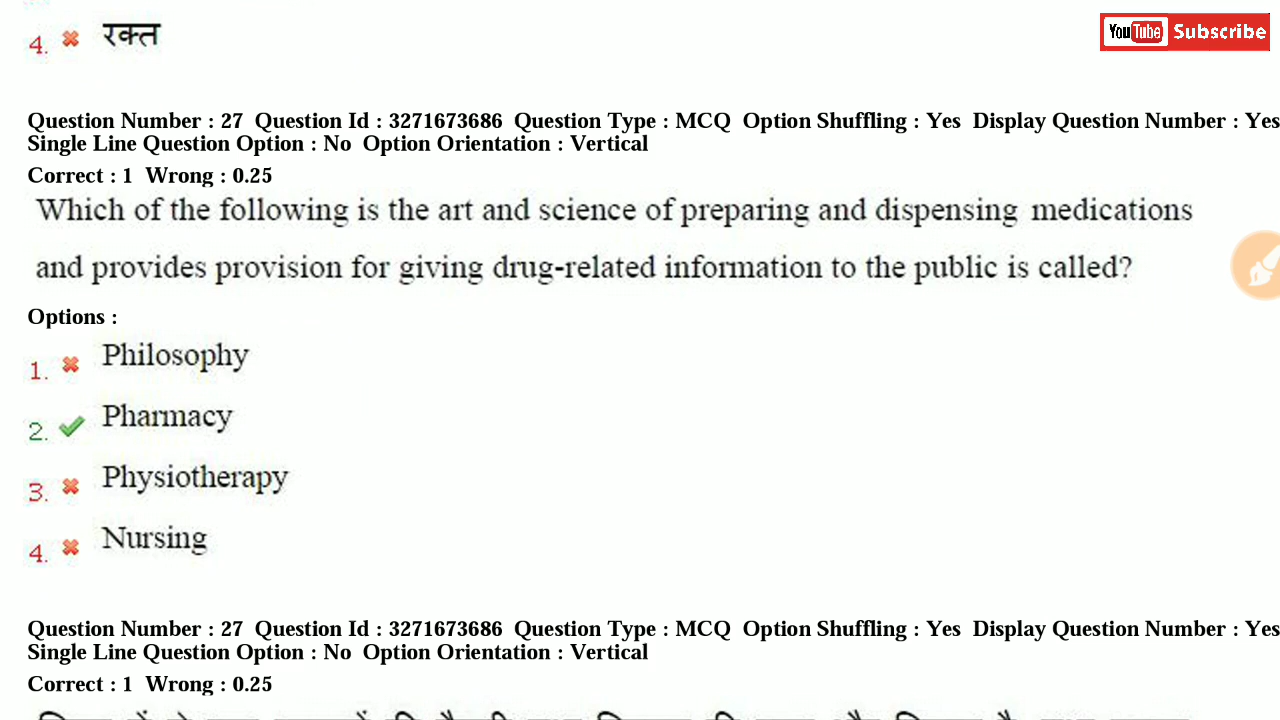 4. रक्त
YouTube Subscribe
Question Number : 27 Question Id : 3271673686 Question Type : MCQ Option Shuffling : Yes Display Question Number : Yes
Single Line Question Option : No Option Orientation : Vertical
Correct : 1 Wrong : 0.25
Which of the following is the art and science of preparing and dispensing medications
and provides provision for giving drug-related information to the public is called?
Options :
1. Philosophy
2. Pharmacy
3. Physiotherapy
4. Nursing
Question Number : 27 Question Id : 3271673686 Question Type : MCQ Option Shuffling : Yes Display Question Number : Yes
Single Line Question Option : No Option Orientation : Vertical
Correct : 1 Wrong : 0.25